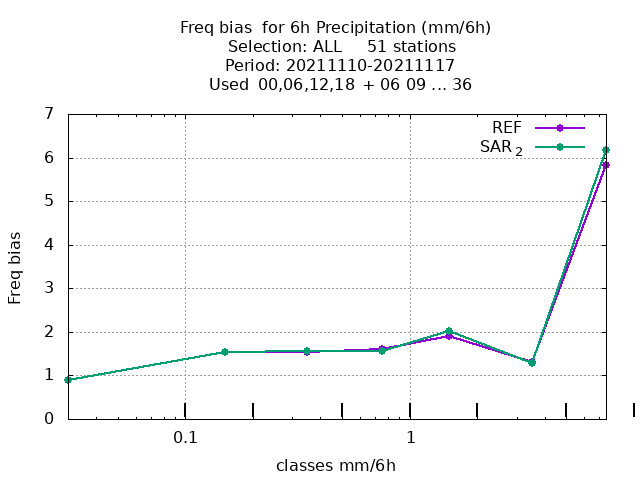 Freq bias for 6h Precipitation (mm/6h)
Selection: ALL 51 stations
Period: 20211110-20211117
Used 00,06,12,18 + 06 09 ... 36
REF
SAR 2
7
6
5
4
3
2
1
0
Freq bias
0.1 1
classes mm/6h